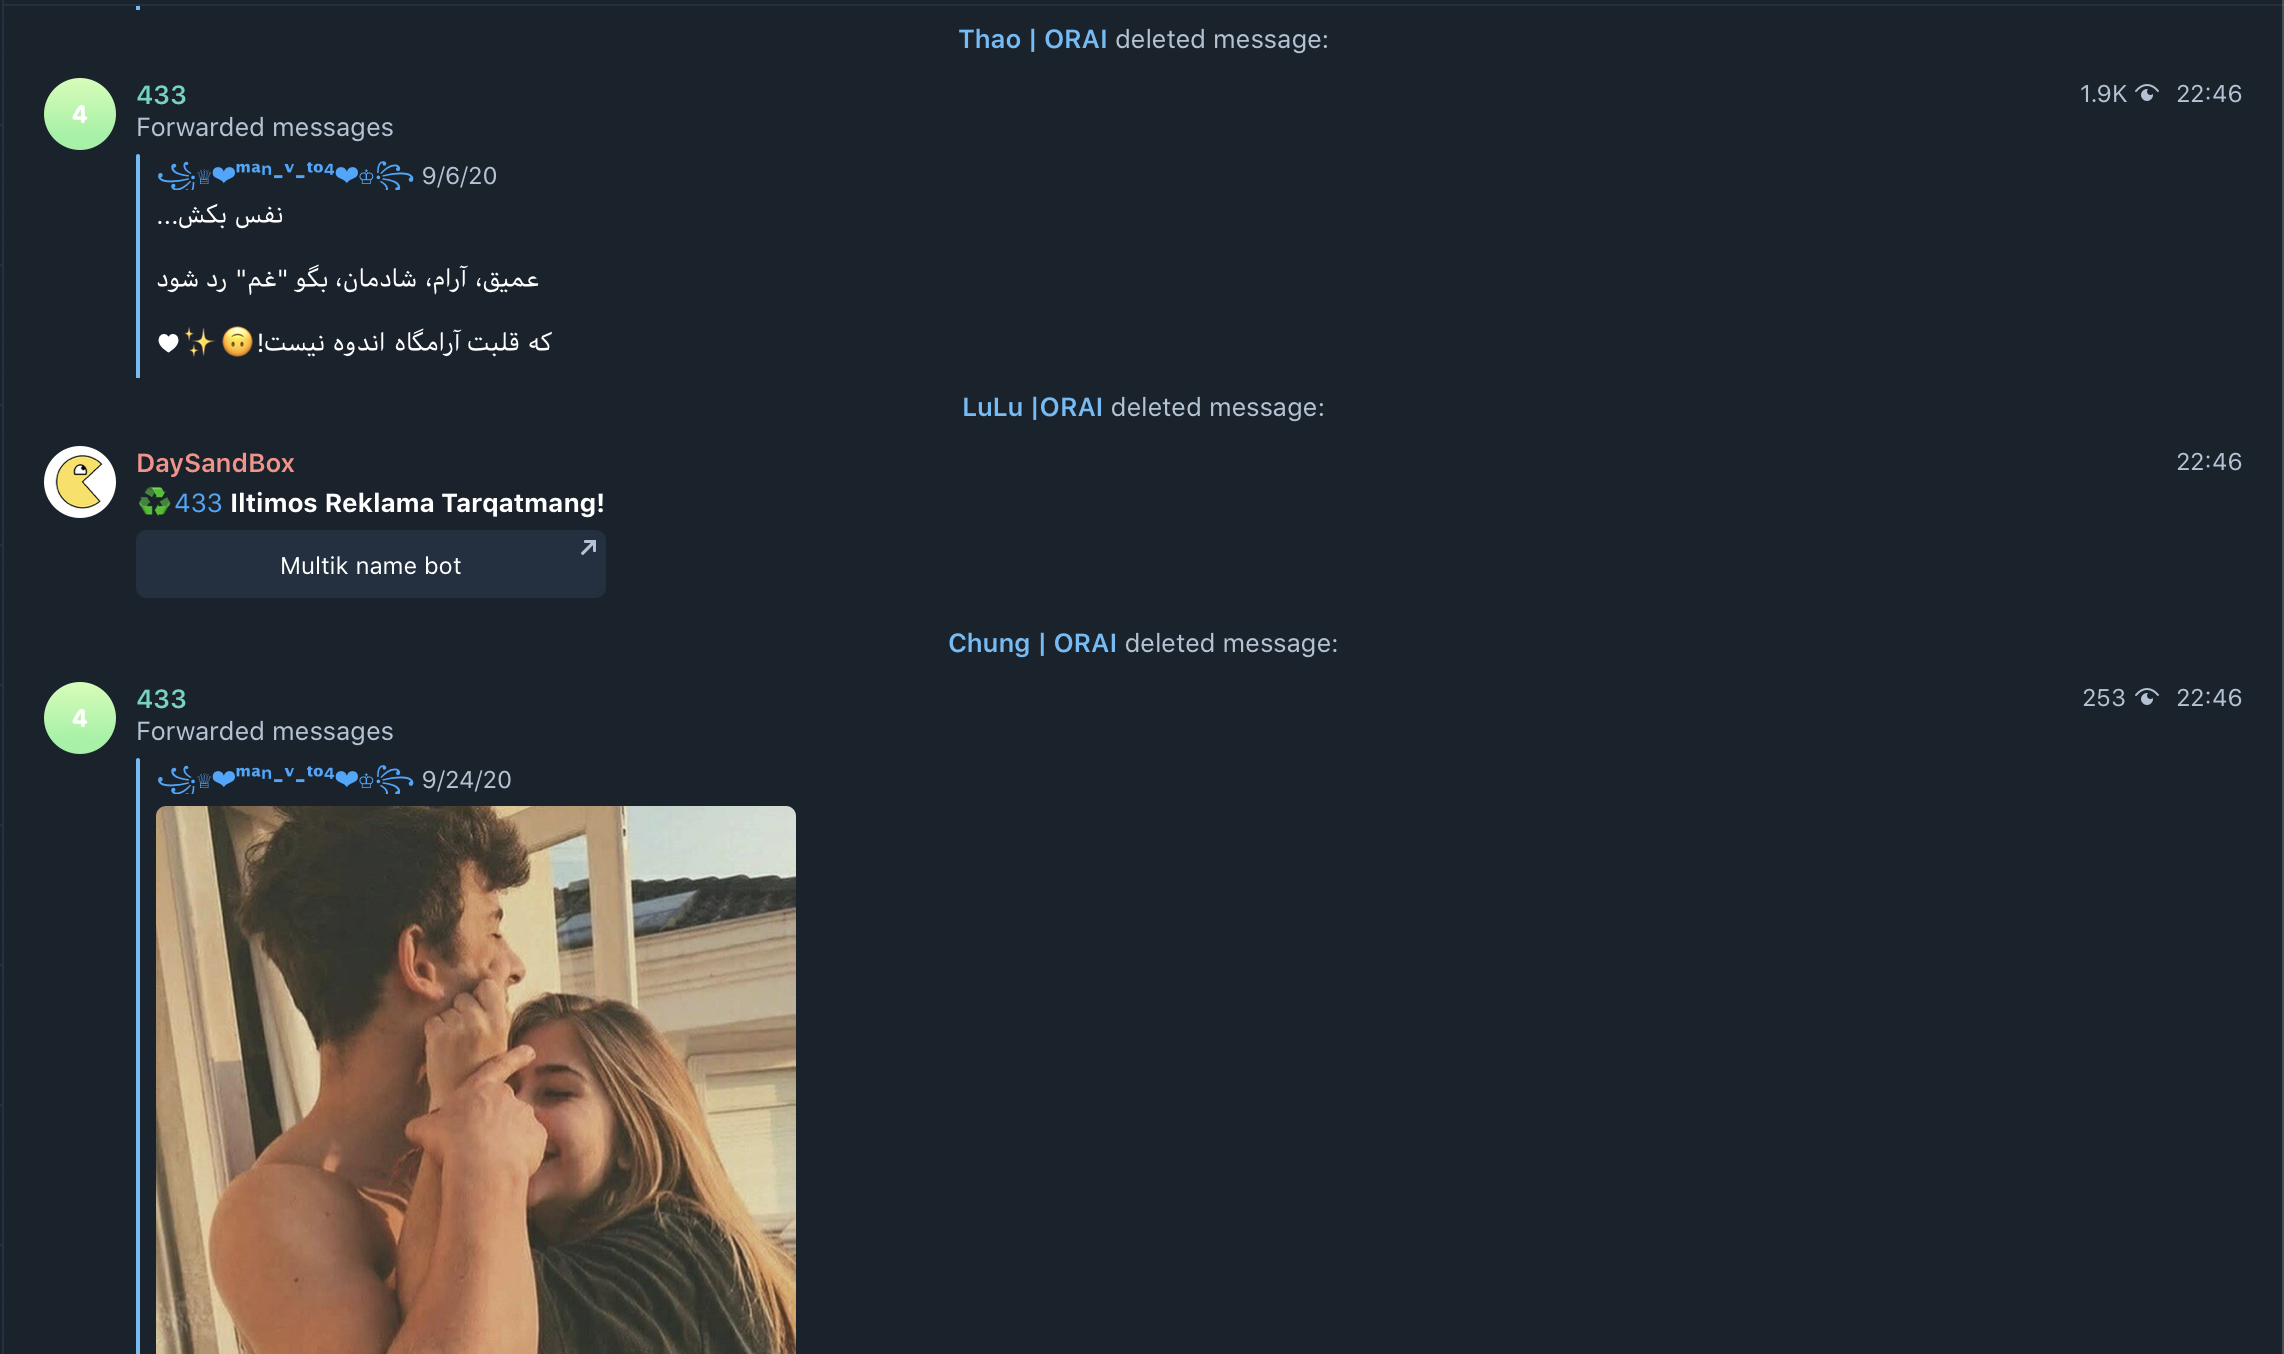 Thao | ORAI deleted message:
4
433
1.9K 22:46
Forwarded messages
꧁♕❤ᵐᵃⁿ_ᵛ_ᵗᵒ⁴❤♔꧂ 9/6/20
نفس بکش...
عمیق، آرام، شادمان، بگو "غم" رد شود
که قلبت آرامگاه اندوه نیست!🙃✨🤍
LuLu |ORAI deleted message:
DaySandBox
22:46
♻️433 Iltimos Reklama Tarqatmang!
Multik name bot
Chung | ORAI deleted message:
4
433
253 22:46
Forwarded messages
꧁♕❤ᵐᵃⁿ_ᵛ_ᵗᵒ⁴❤♔꧂ 9/24/20